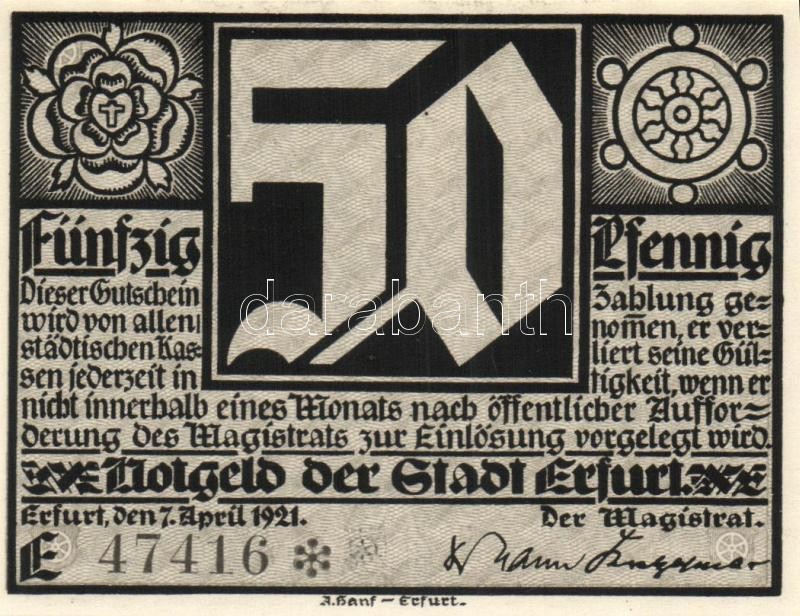 50
Fünfzig
Pfennig
Dieser Gutschein
wird von allen
städtischen Kas=
sen jederzeit in
Zahlung ge=
nom̅en, er ver=
liert seine Gül=
tigkeit, wenn er
nicht innerhalb eines Monats nach öffentlicher Auffor=
derung des Magistrats zur Einlösung vorgelegt wird.
Notgeld der Stadt Erfurt.
Erfurt, den 7. April 1921.
Der Magistrat.
E 47416
J. Hanf – Erfurt.
darabanth